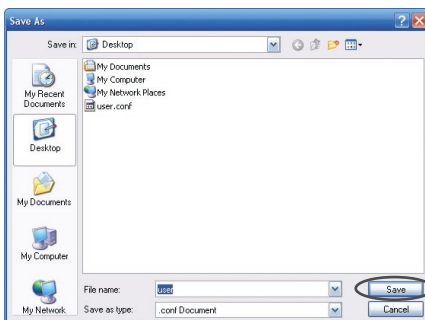 Save As
Save in:
Desktop
My Recent
Documents
Desktop
My Documents
My Computer
My Network
My Documents
My Computer
My Network Places
user.conf
File name:
user
Save
Save as type:
.conf Document
Cancel